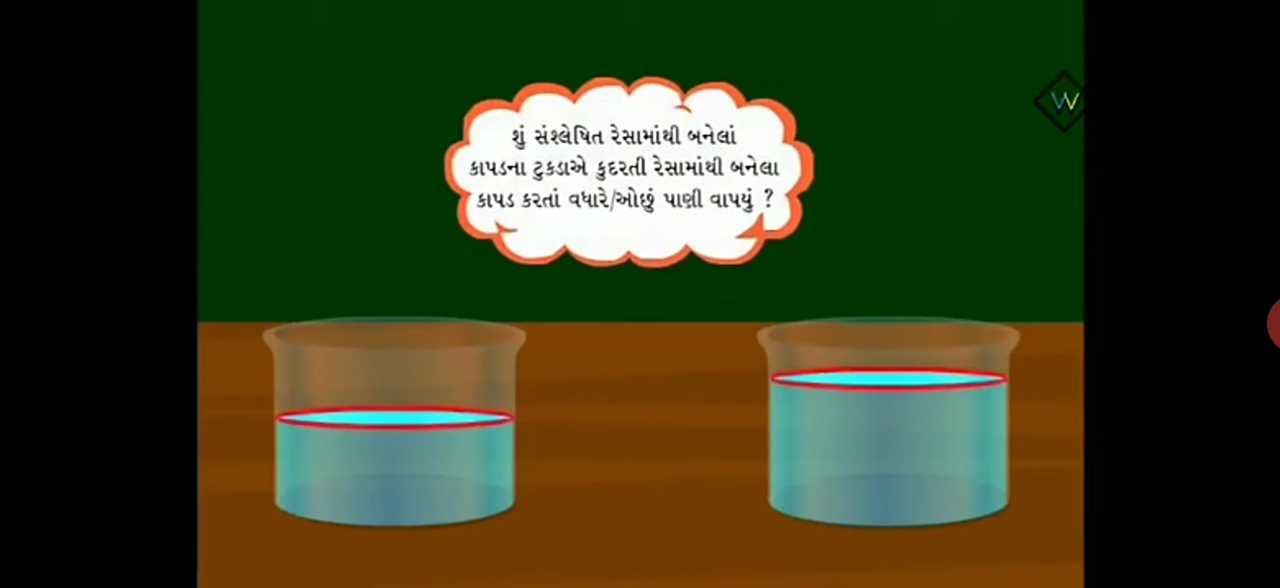 શું સંશ્લેષિત રેસામાંથી બનેલાં
કાપડના ટુકડાએ કુદરતી રેસામાંથી બનેલા
કાપડ કરતાં વધારે/ઓછું પાણી વાપર્યું ?
W